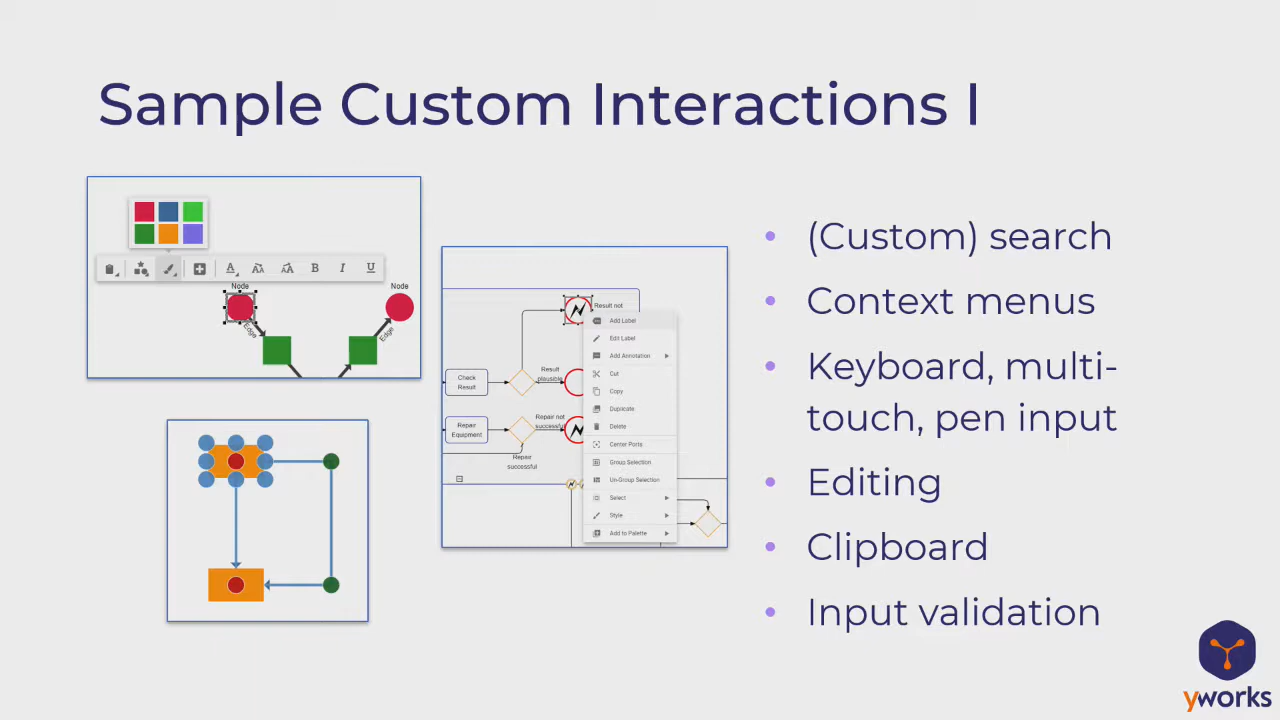 Sample Custom Interactions I
Node
Node
Edge
Edge
A
B
I
U
Result not
Add Label
Edit Label
Add Annotation
Cut
Copy
Duplicate
Delete
Center Ports
Group Selection
Un-Group Selection
Select
Style
Add to Palette
Check
Result
Result
plausible
Repair
Equipment
Repair not
successful
Repair
successful
• (Custom) search
• Context menus
• Keyboard, multi-
touch, pen input
• Editing
• Clipboard
• Input validation
yworks